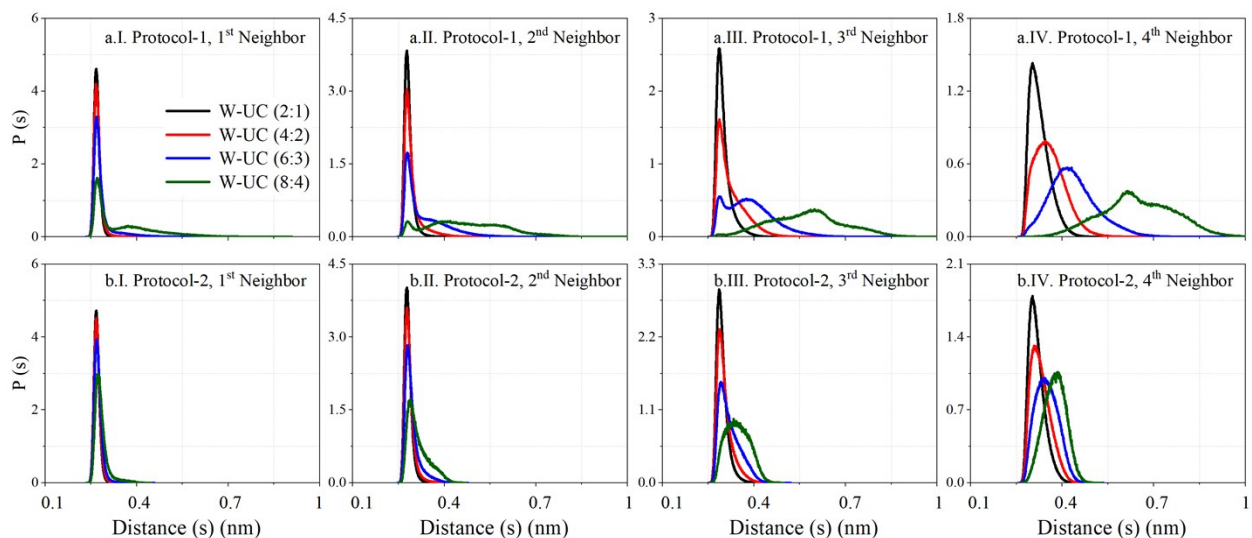 6
4.5
3
1.8
a.I. Protocol-1, 1st Neighbor
a.II. Protocol-1, 2nd Neighbor
a.III. Protocol-1, 3rd Neighbor
a.IV. Protocol-1, 4th Neighbor
W-UC (2:1)
W-UC (4:2)
W-UC (6:3)
W-UC (8:4)
P (s)
4
3.0
2
1.2
2
1.5
1
0.6
0
0.0
0
0.0
6
4.5
3.3
2.1
b.I. Protocol-2, 1st Neighbor
b.II. Protocol-2, 2nd Neighbor
b.III. Protocol-2, 3rd Neighbor
b.IV. Protocol-2, 4th Neighbor
P (s)
4
3.0
2.2
1.4
2
1.5
1.1
0.7
0
0.0
0.0
0.0
0.1 0.4 0.7 1
0.1 0.4 0.7 1
0.1 0.4 0.7 1
0.1 0.4 0.7 1
Distance (s) (nm)
Distance (s) (nm)
Distance (s) (nm)
Distance (s) (nm)